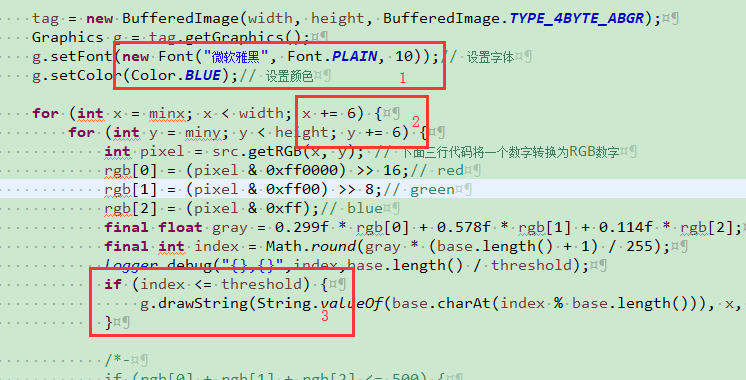 tag = new BufferedImage(width, height, BufferedImage.TYPE_4BYTE_ABGR);
Graphics g = tag.getGraphics();
g.setFont(new Font("微软雅黑", Font.PLAIN, 10));// 设置字体
g.setColor(Color.BLUE);// 设置颜色
1
for (int x = minx; x < width; x += 6) {
2
for (int y = miny; y < height; y += 6) {
int pixel = src.getRGB(x, y); // 下面三行代码将一个数字转换为RGB数字
rgb[0] = (pixel & 0xff0000) >> 16;// red
rgb[1] = (pixel & 0xff00) >> 8;// green
rgb[2] = (pixel & 0xff);// blue
final float gray = 0.299f * rgb[0] + 0.578f * rgb[1] + 0.114f * rgb[2];
final int index = Math.round(gray * (base.length() + 1) / 255);
Logger.debug("{},{}",index,base.length() / threshold);
if (index <= threshold) {
g.drawString(String.valueOf(base.charAt(index % base.length())), x,
3
}
/*-
if (rgb[0] + rgb[1] + rgb[2] <= 500) {